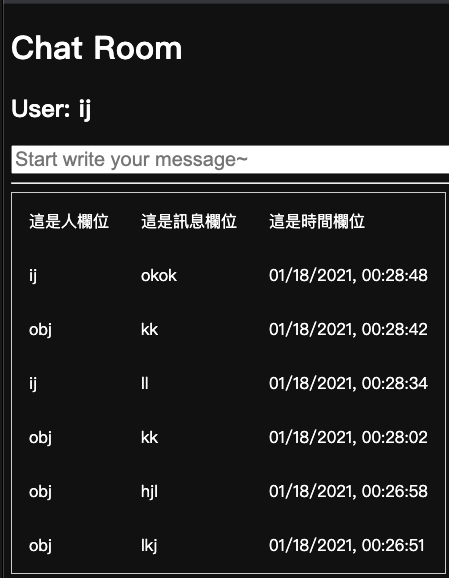 Chat Room
User: ij
Start write your message~
這是人欄位 這是訊息欄位 這是時間欄位
ij okok 01/18/2021, 00:28:48
obj kk 01/18/2021, 00:28:42
ij ll 01/18/2021, 00:28:34
obj kk 01/18/2021, 00:28:02
obj hjl 01/18/2021, 00:26:58
obj lkj 01/18/2021, 00:26:51